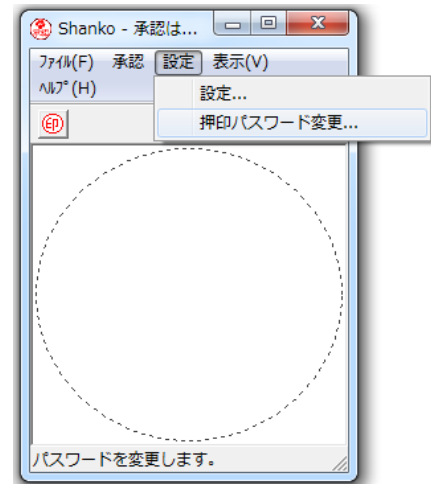 Shanko - 承認は...
ﾌｧｲﾙ(F) 承認 設定 表示(V)
ﾍﾙﾌﾟ(H)
設定...
押印パスワード変更...
印
パスワードを変更します。